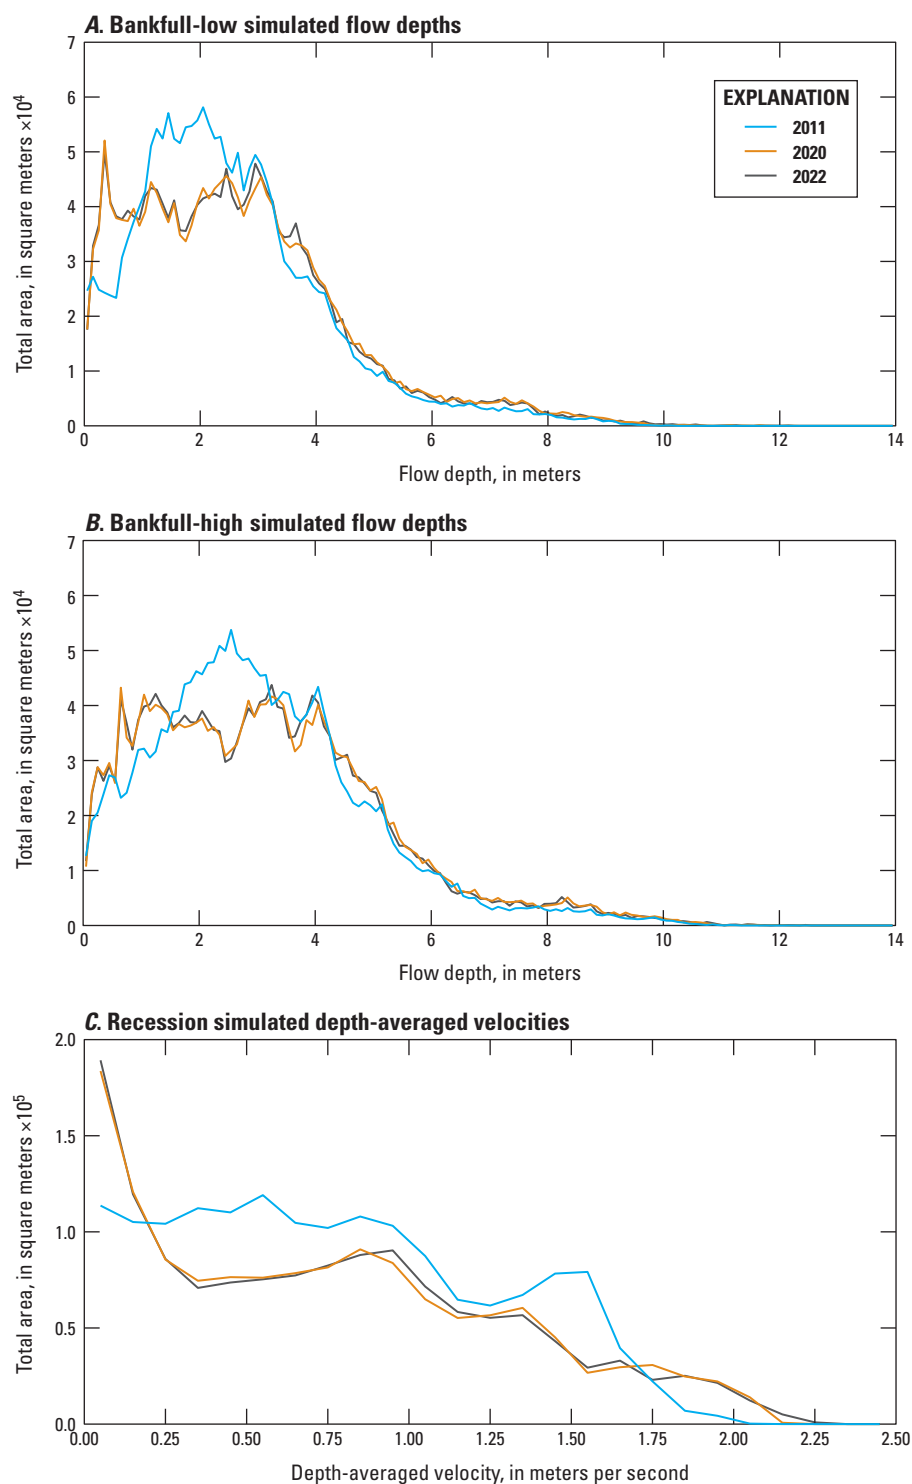 A. Bankfull-low simulated flow depths
7
6
5
4
3
2
1
0
Total area, in square meters ×10⁴
EXPLANATION
2011
2020
2022
0 2 4 6 8 10 12 14
Flow depth, in meters
B. Bankfull-high simulated flow depths
7
6
5
4
3
2
1
0
Total area, in square meters ×10⁴
0 2 4 6 8 10 12 14
Flow depth, in meters
C. Recession simulated depth-averaged velocities
2.0
1.5
1.0
0.5
0.0
Total area, in square meters ×10⁵
0.00 0.25 0.50 0.75 1.00 1.25 1.50 1.75 2.00 2.25 2.50
Depth-averaged velocity, in meters per second